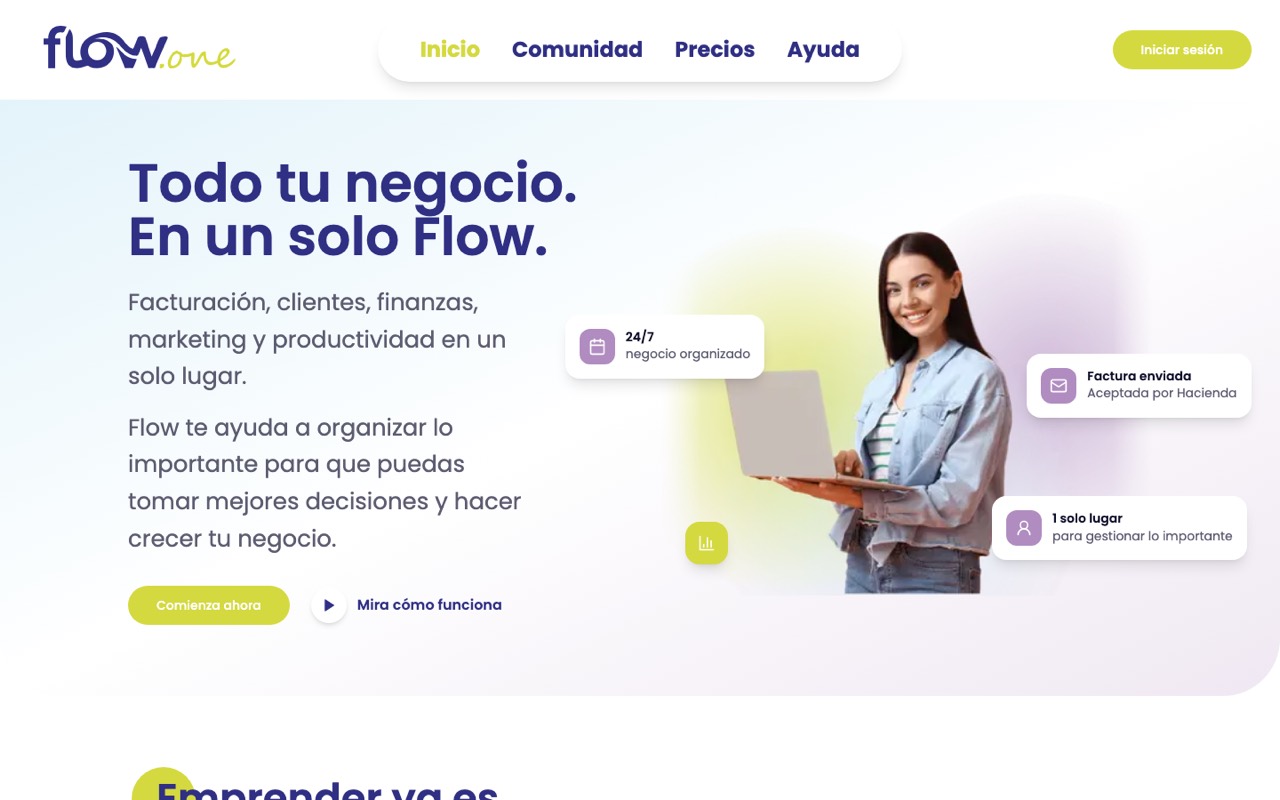 flow.one
Inicio
Comunidad
Precios
Ayuda
Iniciar sesión
Todo tu negocio.
En un solo Flow.
Facturación, clientes, finanzas,
marketing y productividad en un
solo lugar.
Flow te ayuda a organizar lo
importante para que puedas
tomar mejores decisiones y hacer
crecer tu negocio.
Comienza ahora
Mira cómo funciona
24/7
negocio organizado
Factura enviada
Aceptada por Hacienda
1 solo lugar
para gestionar lo importante
Emprender ya es